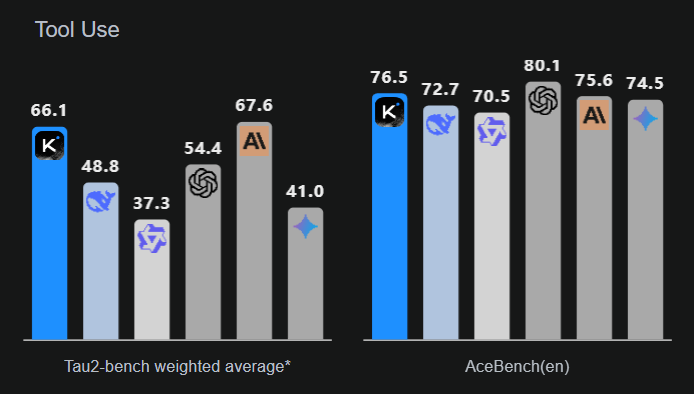 Tool Use
66.1
48.8
37.3
54.4
67.6
41.0
76.5
72.7
70.5
80.1
75.6
74.5
K
A\
K
A\
Tau2-bench weighted average*
AceBench(en)